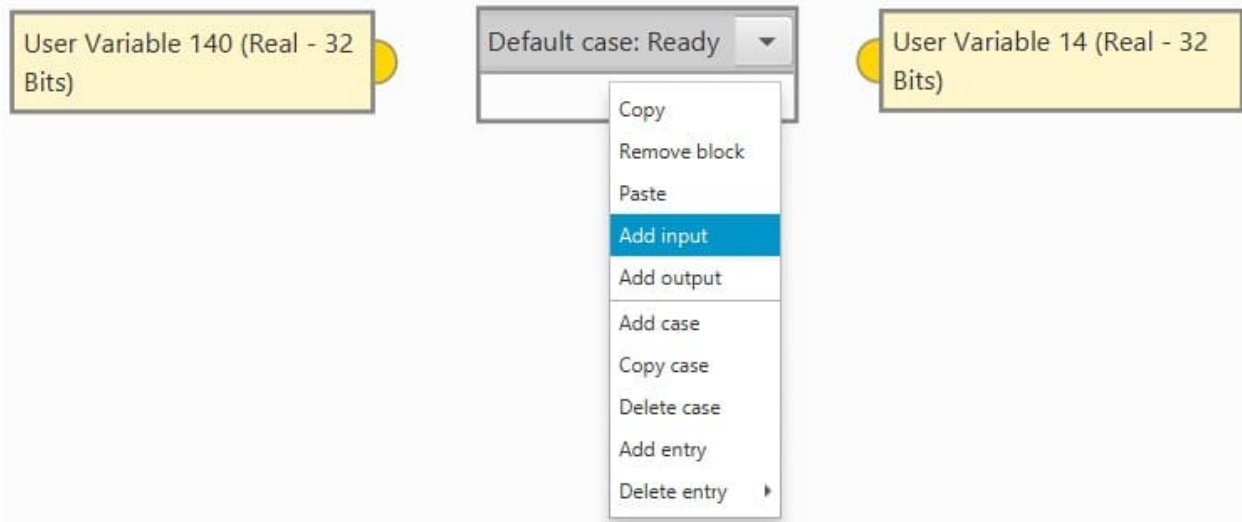 User Variable 140 (Real - 32
Bits)
Default case: Ready
User Variable 14 (Real - 32
Bits)
Copy
Remove block
Paste
Add input
Add output
Add case
Copy case
Delete case
Add entry
Delete entry